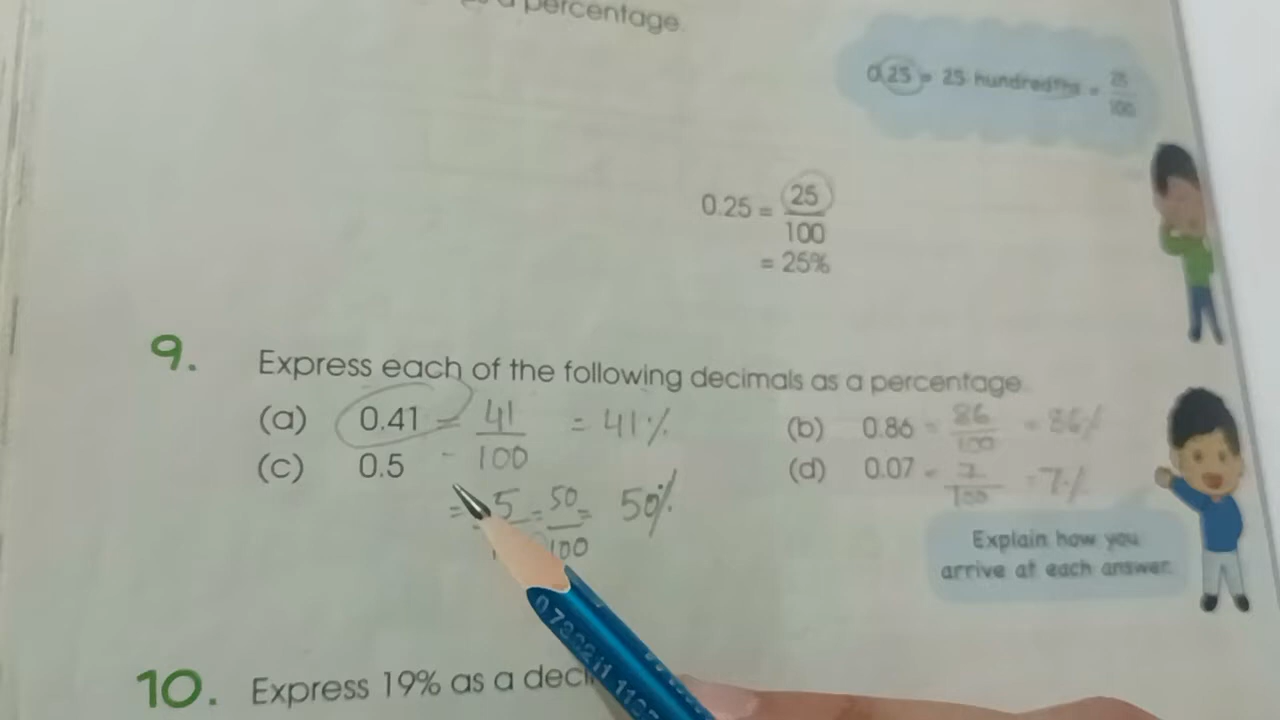 a percentage.
0.25 = 25 hundredths = 25/100
0.25 = 25/100
= 25%
9. Express each of the following decimals as a percentage.
(a) 0.41 = 41/100 = 41%
(b) 0.86 = 86/100 = 86%
(c) 0.5
(d) 0.07 = 7/100 = 7%
= 5 = 50/100 = 50%
Explain how you
arrive at each answer.
10. Express 19% as a